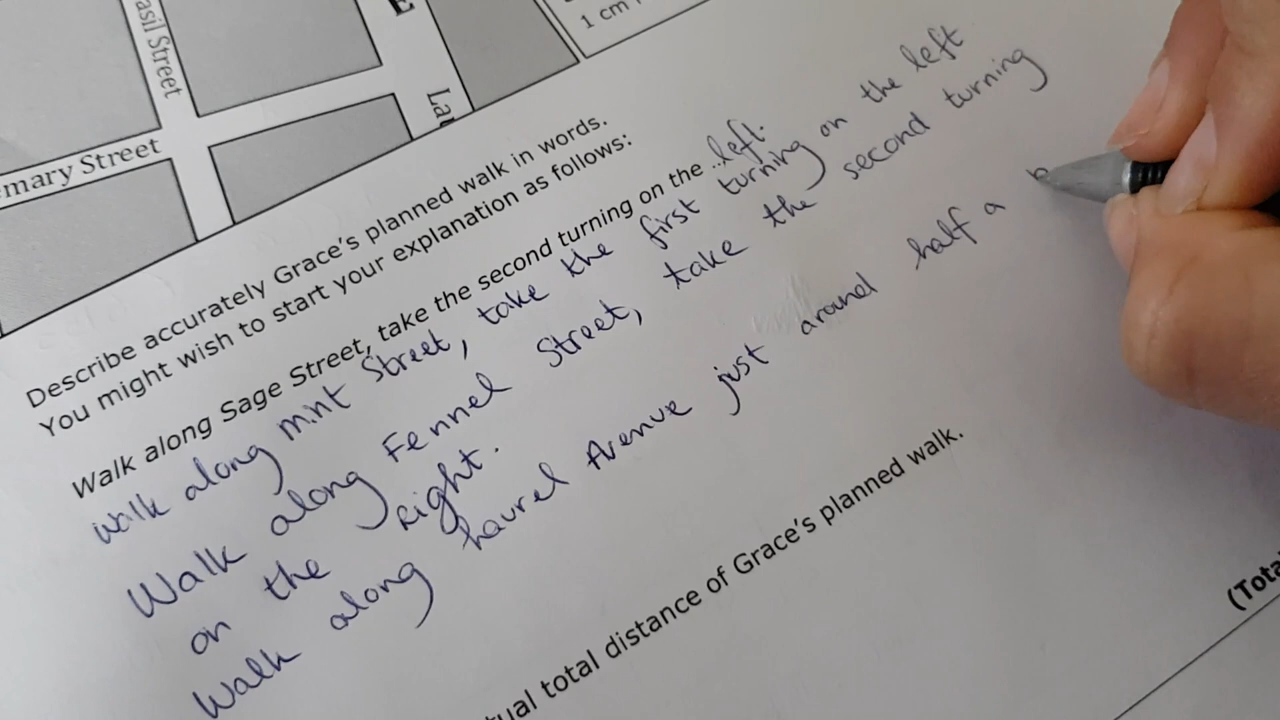 asil Street
E
1 cm
Lau
mary Street
Describe accurately Grace's planned walk in words.
You might wish to start your explanation as follows:
Walk along Sage Street, take the second turning on the ...left.
Walk along mint Street, take the first turning on the left
Walk along Fennel Street, take the second turning
on the Right.
Walk along haurel Avenue just around half a
tual total distance of Grace's planned walk.
(Tota